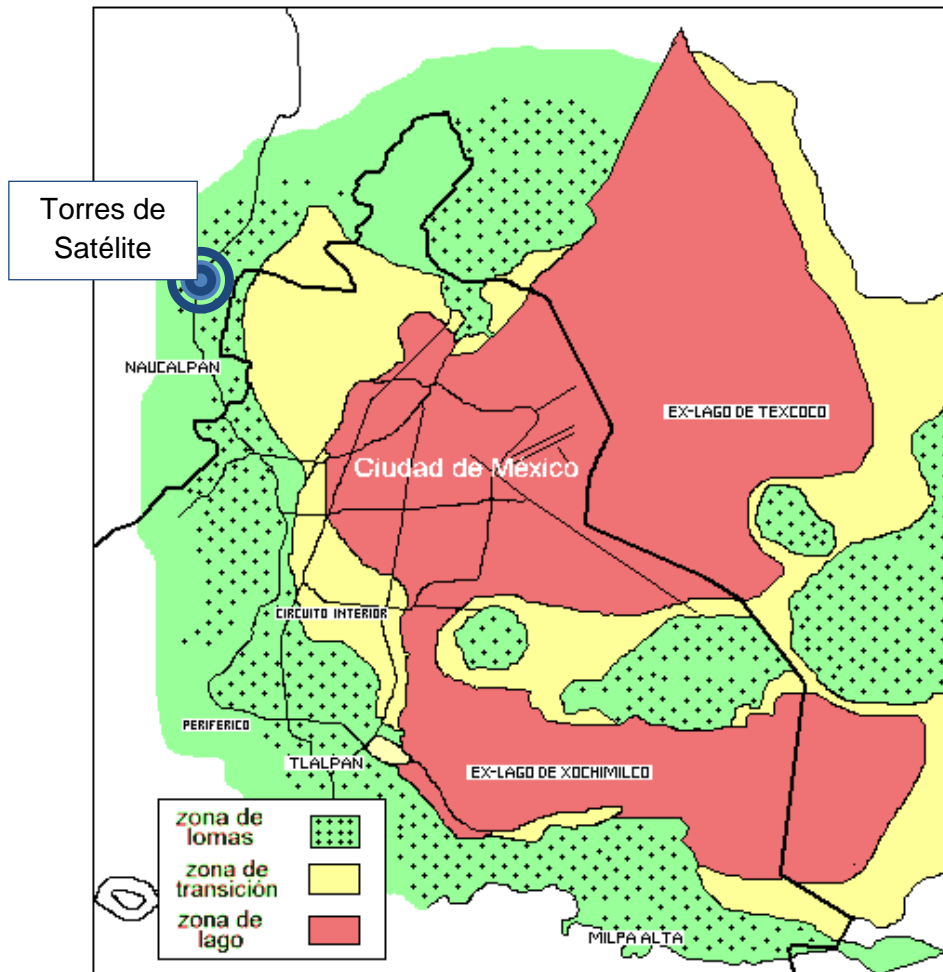 Torres de
Satélite
NAUCALPAN
EX-LAGO DE TEXCOCO
Ciudad de México
CIRCUITO INTERIOR
PERIFERICO
TLALPAN
EX-LAGO DE XOCHIMILCO
zona de
lomas
zona de
transición
zona de
lago
MILPA ALTA